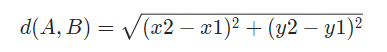 d(A, B) = √(x2 − x1)² + (y2 − y1)²